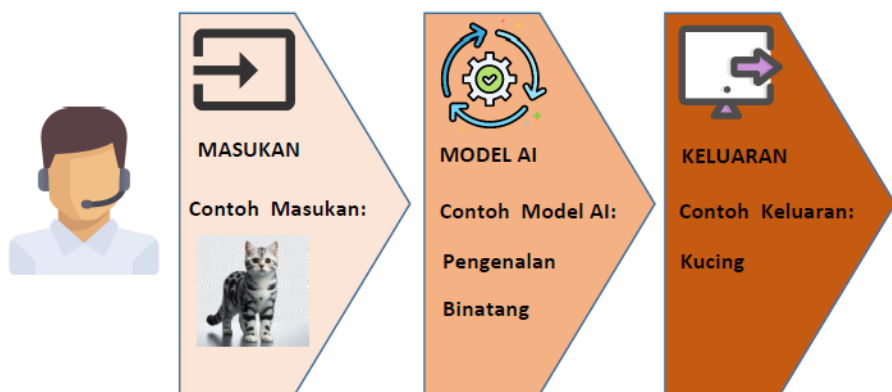 MASUKAN
Contoh Masukan:
MODEL AI
Contoh Model AI:
Pengenalan
Binatang
KELUARAN
Contoh Keluaran:
Kucing